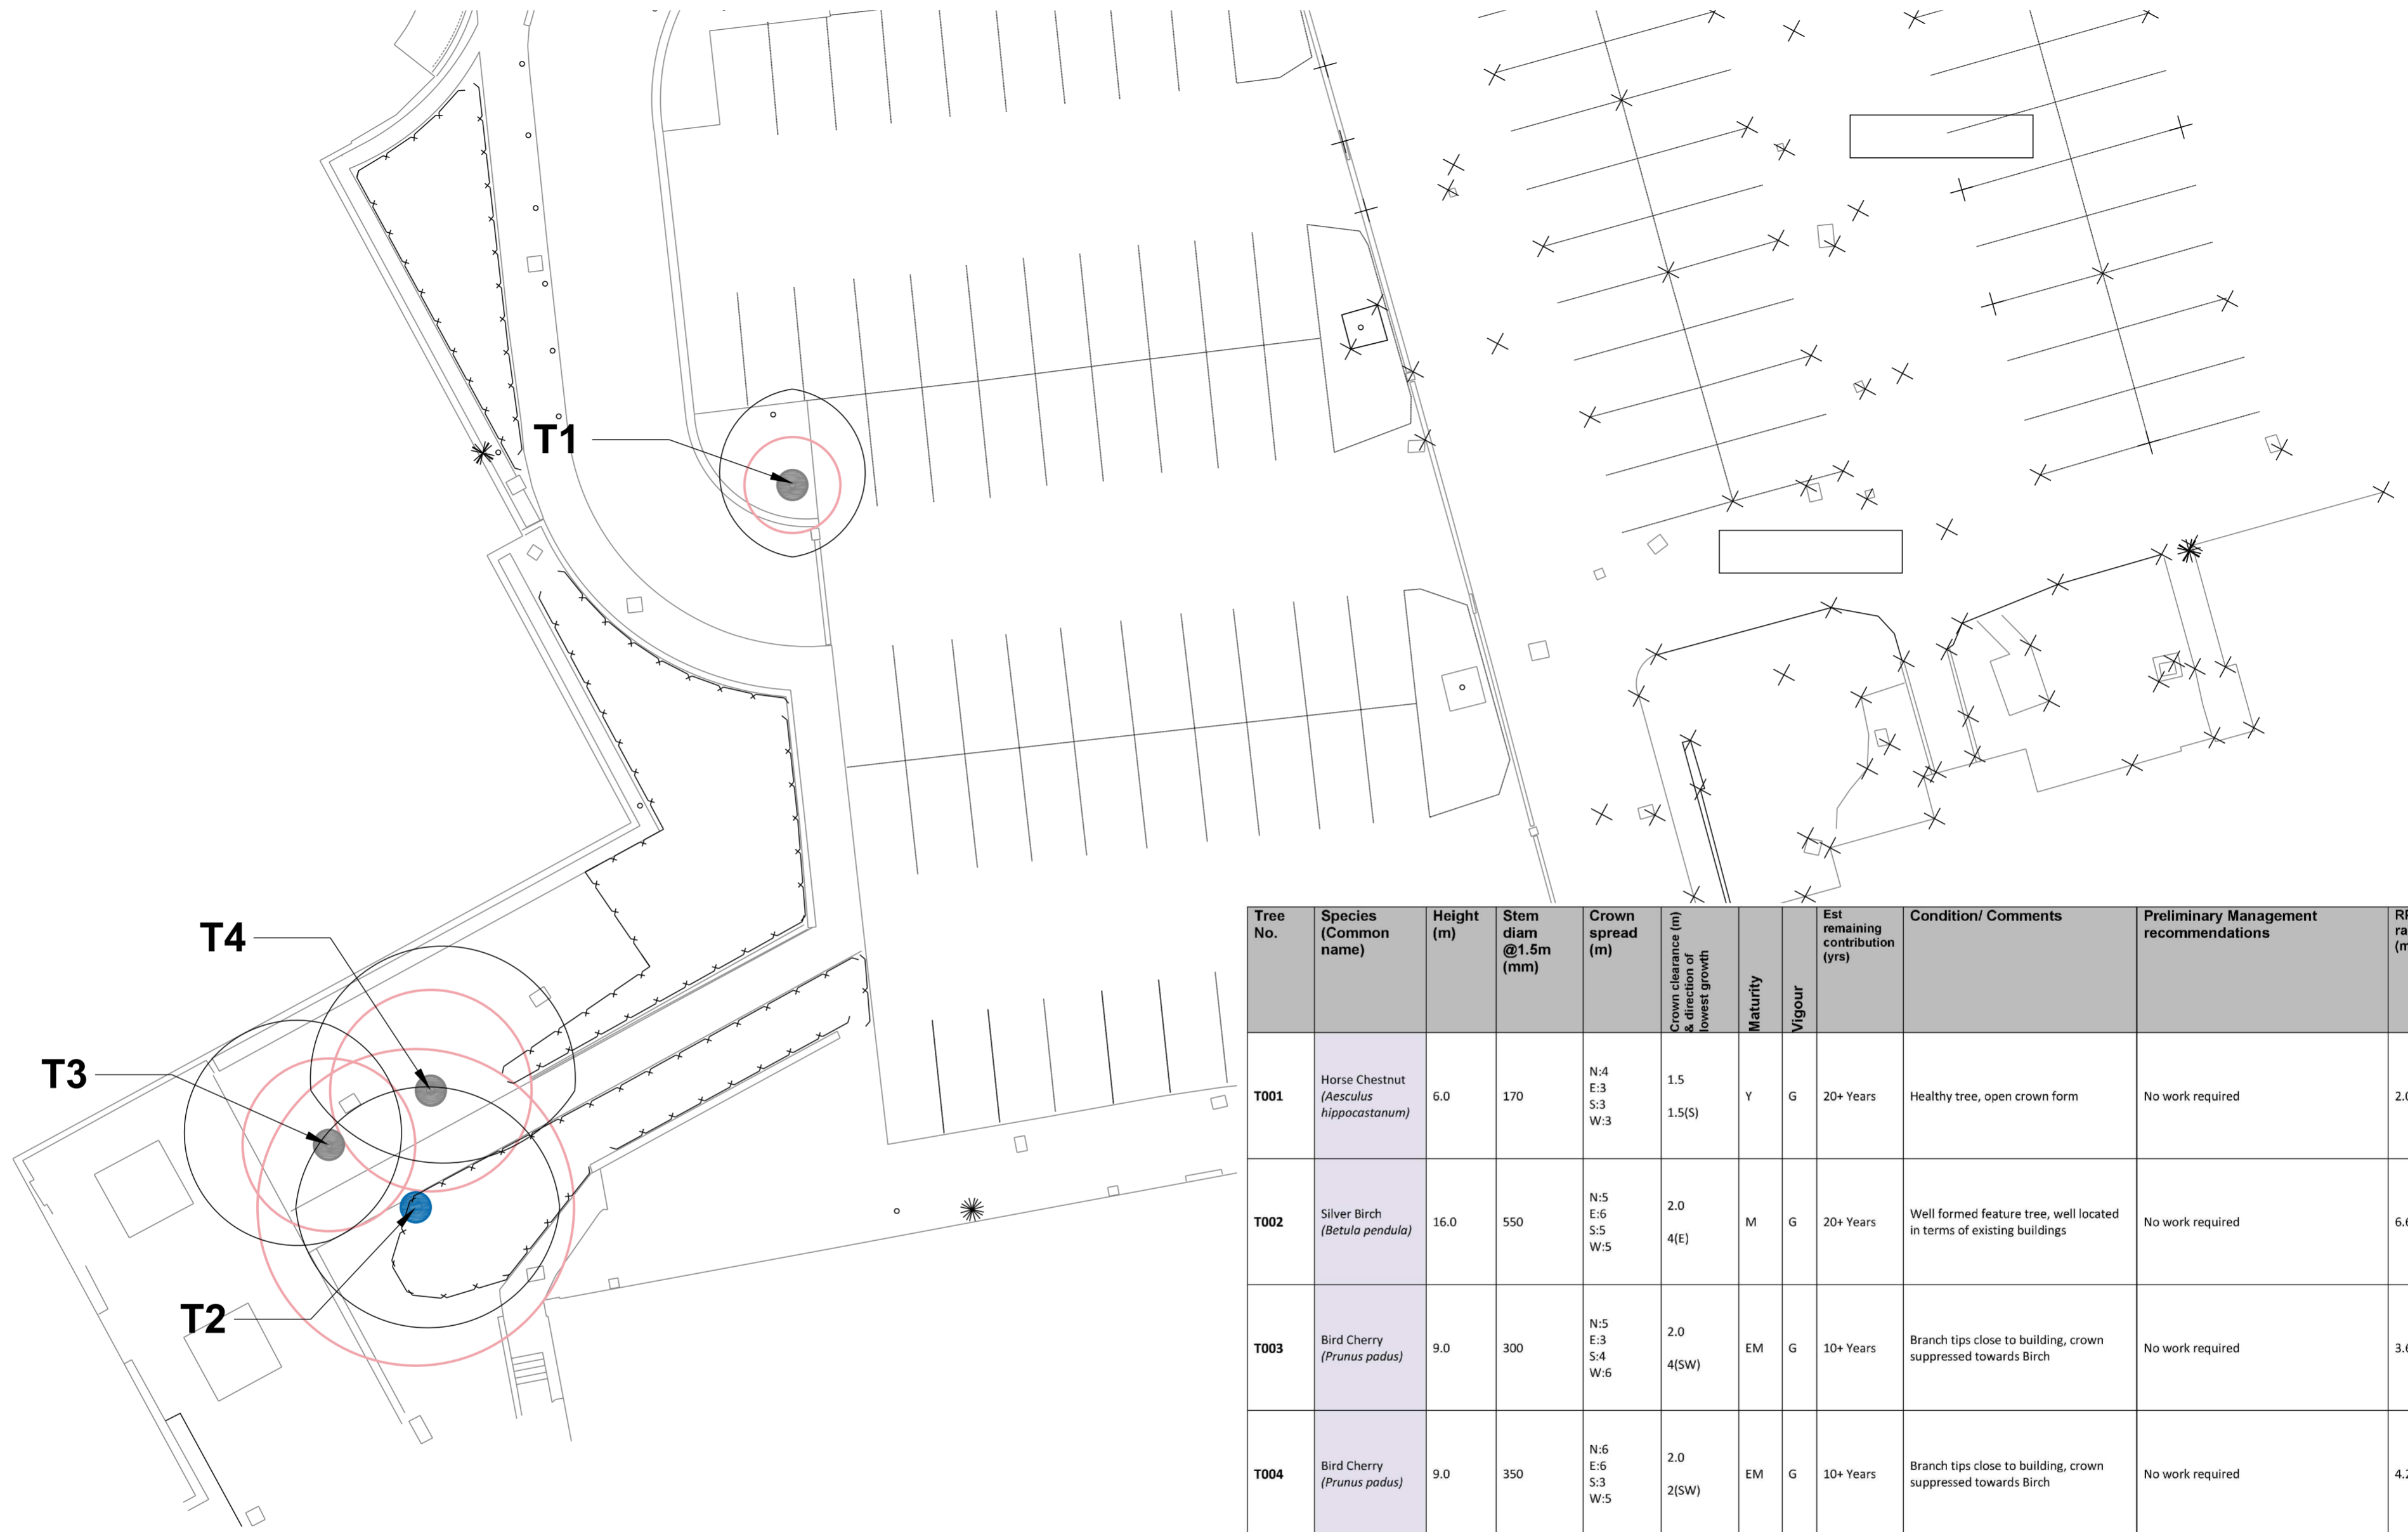 T1
T4
T3
T2
Tree No.
Species (Common name)
Height (m)
Stem diam @1.5m (mm)
Crown spread (m)
Crown clearance (m) & direction of lowest growth
Maturity
Vigour
Est remaining contribution (yrs)
Condition/ Comments
Preliminary Management recommendations
T001
Horse Chestnut
(Aesculus
hippocastanum)
6.0
170
N:4
E:3
S:3
W:3
1.5
1.5(S)
Y
G
20+ Years
Healthy tree, open crown form
No work required
T002
Silver Birch
(Betula pendula)
16.0
550
N:5
E:6
S:5
W:5
2.0
4(E)
M
G
20+ Years
Well formed feature tree, well located
in terms of existing buildings
No work required
T003
Bird Cherry
(Prunus padus)
9.0
300
N:5
E:3
S:4
W:6
2.0
4(SW)
EM
G
10+ Years
Branch tips close to building, crown
suppressed towards Birch
No work required
T004
Bird Cherry
(Prunus padus)
9.0
350
N:6
E:6
S:3
W:5
2.0
2(SW)
EM
G
10+ Years
Branch tips close to building, crown
suppressed towards Birch
No work required